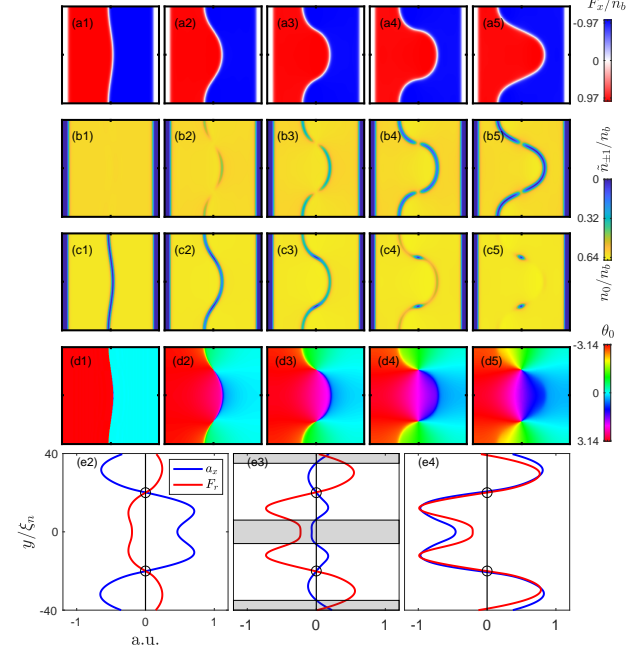 F_x/n_b
(a1) (a2) (a3) (a4) (a5)
-0.97
0
0.97
(b1) (b2) (b3) (b4) (b5)
ñ_{±1}/n_b
0
0.32
0.64
n_0/n_b
(c1) (c2) (c3) (c4) (c5)
θ_0
(d1) (d2) (d3) (d4) (d5)
-3.14
0
3.14
40
0
-40
y/ξ_n
(e2) (e3) (e4)
a_x
F_r
-1 0 1 -1 0 1 -1 0 1
a.u.